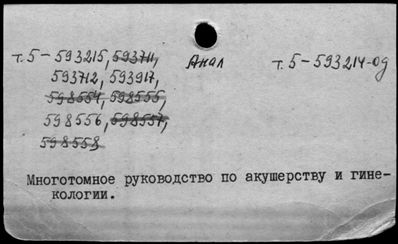 т. 5 - 593215, 593711, Анал т. 5 - 593214-од
593712, 593917,
598554, 598555,
598556, 598557,
598558
Многотомное руководство по акушерству и гине-
кологии.